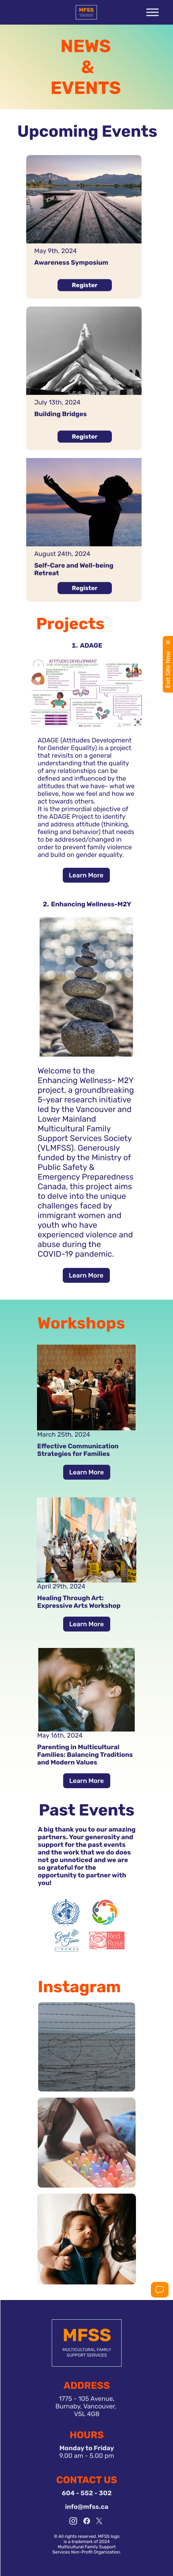 MFSS
NEWS
&
EVENTS
Upcoming Events
May 9th, 2024
Awareness Symposium
Register
July 13th, 2024
Building Bridges
Register
August 24th, 2024
Self-Care and Well-being
Retreat
Register
Exit Site Now
Projects
1. ADAGE
ATTITUDES DEVELOPMENT
ADAGE (Attitudes Development
for Gender Equality) is a project
that revisits on a general
understanding that the quality
of any relationships can be
defined and influenced by the
attitudes that we have- what we
believe, how we feel and how we
act towards others.
It is the primordial objective of
the ADAGE Project to identify
and address attitude (thinking,
feeling and behavior) that needs
to be addressed/changed in
order to prevent family violence
and build on gender equality.
Learn More
2. Enhancing Wellness-M2Y
Welcome to the
Enhancing Wellness- M2Y
project, a groundbreaking
5-year research initiative
led by the Vancouver and
Lower Mainland
Multicultural Family
Support Services Society
(VLMFSS). Generously
funded by the Ministry of
Public Safety &
Emergency Preparedness
Canada, this project aims
to delve into the unique
challenges faced by
immigrant women and
youth who have
experienced violence and
abuse during the
COVID-19 pandemic.
Learn More
Workshops
March 25th, 2024
Effective Communication
Strategies for Families
Learn More
April 29th, 2024
Healing Through Art:
Expressive Arts Workshop
Learn More
May 16th, 2024
Parenting in Multicultural
Families: Balancing Traditions
and Modern Values
Learn More
Past Events
A big thank you to our amazing
partners. Your generosity and
support for the past events
and the work that we do does
not go unnoticed and we are
so grateful for the
opportunity to partner with
you!
Red
Rose
Instagram
MFSS
MULTICULTURAL FAMILY
SUPPORT SERVICES
ADDRESS
1775 - 105 Avenue,
Burnaby, Vancouver,
V5L 4G8
HOURS
Monday to Friday
9.00 am - 5.00 pm
CONTACT US
604 - 552 - 302
info@mfss.ca
© All rights reserved. MFSS logo
is a trademark of 2024
Multicultural Family Support
Services Non-Profit Organization.